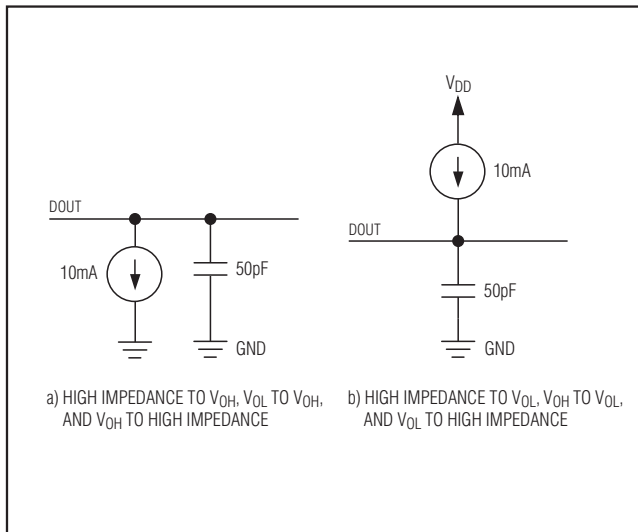 DOUT
10mA
50pF
GND
a) HIGH IMPEDANCE TO VOH, VOL TO VOH,
AND VOH TO HIGH IMPEDANCE
VDD
10mA
DOUT
50pF
GND
b) HIGH IMPEDANCE TO VOL, VOH TO VOL,
AND VOL TO HIGH IMPEDANCE